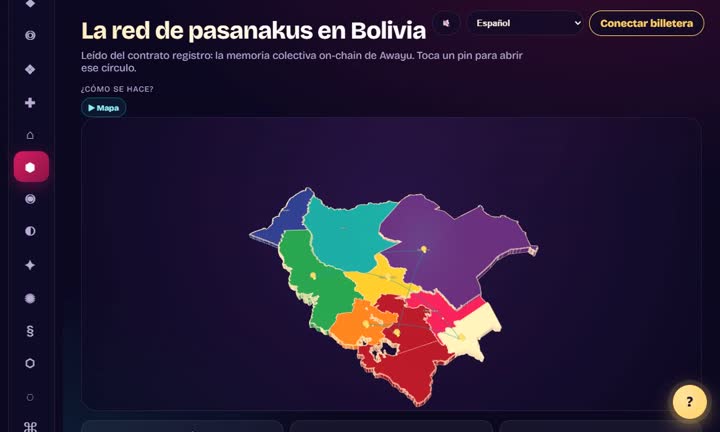 La red de pasanakus en Bolivia
Español
Conectar billetera
Leído del contrato registro: la memoria colectiva on-chain de Awayu. Toca un pin para abrir
ese círculo.
¿CÓMO SE HACE?
▶ Mapa
§
?